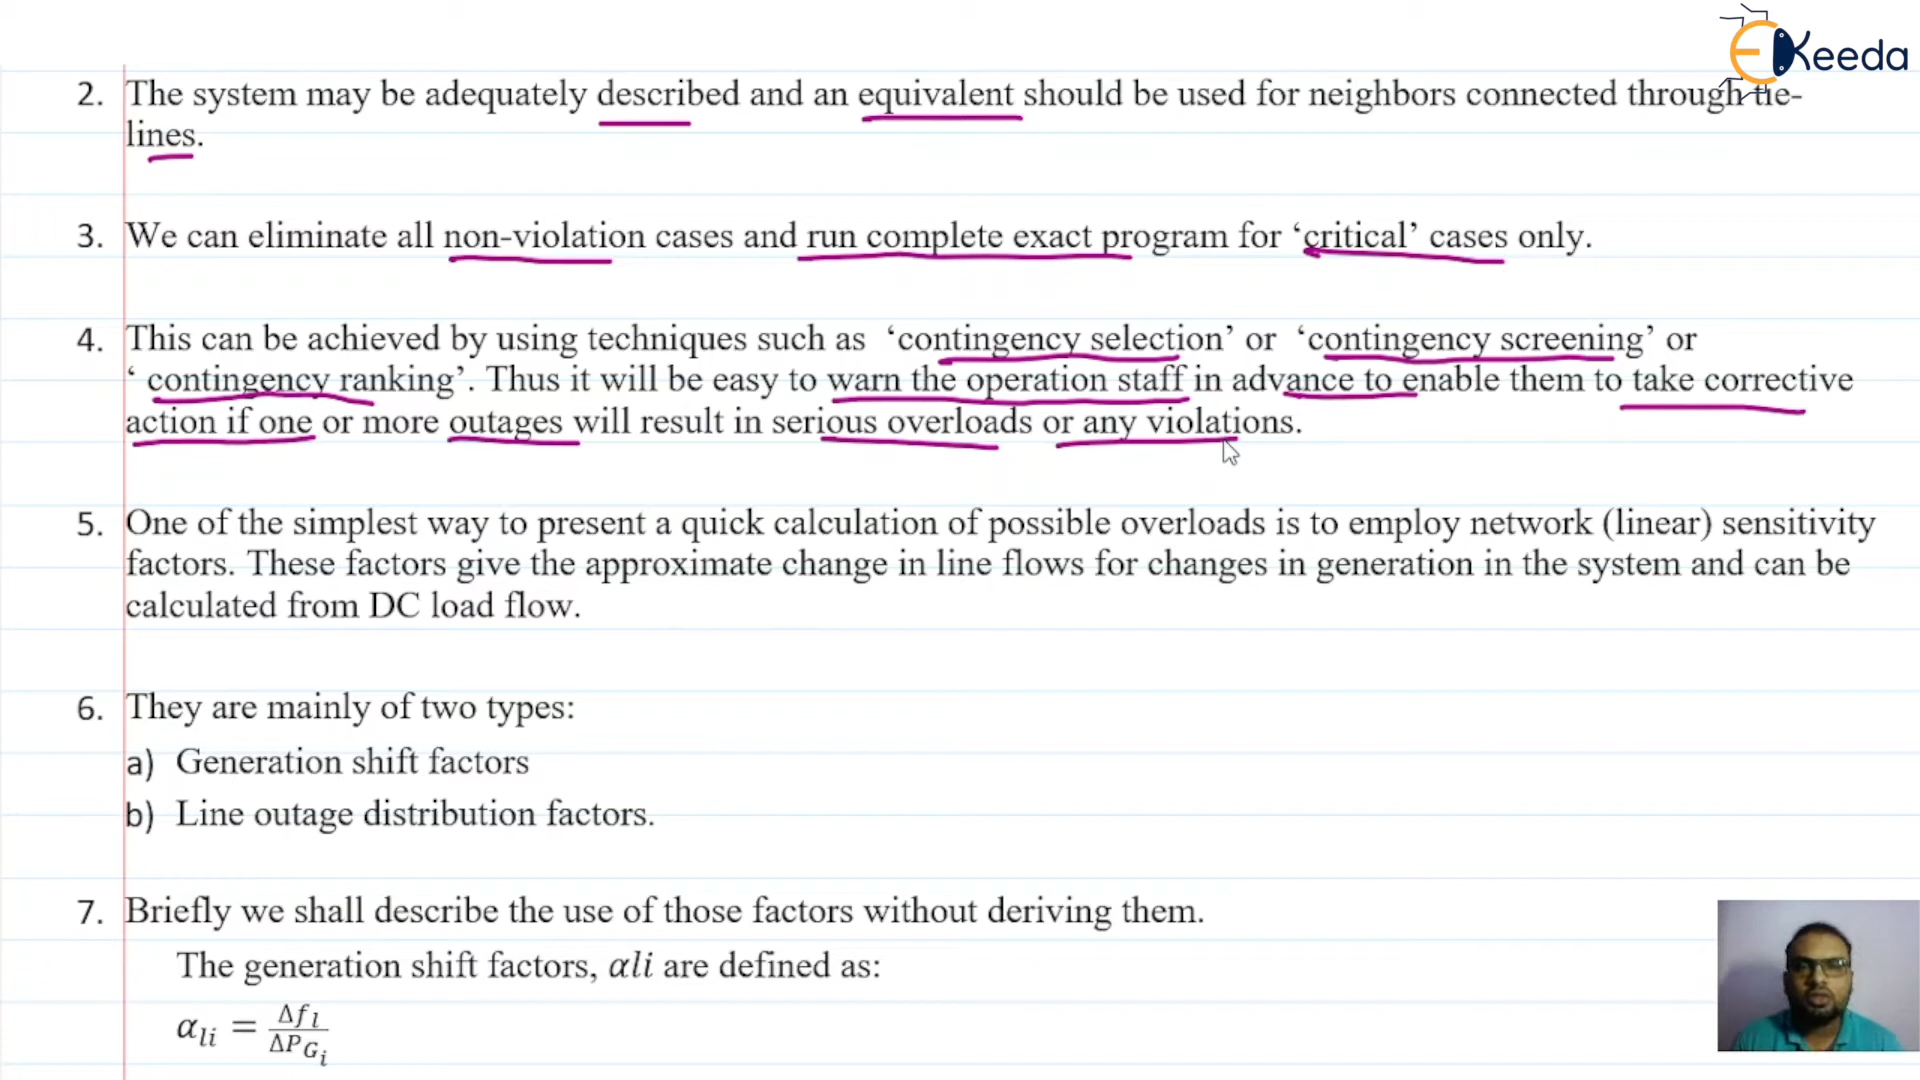 Keeda
2. The system may be adequately described and an equivalent should be used for neighbors connected through tie-
lines.
3. We can eliminate all non-violation cases and run complete exact program for ‘critical’ cases only.
4. This can be achieved by using techniques such as ‘contingency selection’ or ‘contingency screening’ or
‘ contingency ranking’. Thus it will be easy to warn the operation staff in advance to enable them to take corrective
action if one or more outages will result in serious overloads or any violations.
5. One of the simplest way to present a quick calculation of possible overloads is to employ network (linear) sensitivity
factors. These factors give the approximate change in line flows for changes in generation in the system and can be
calculated from DC load flow.
6. They are mainly of two types:
a) Generation shift factors
b) Line outage distribution factors.
7. Briefly we shall describe the use of those factors without deriving them.
The generation shift factors, αli are defined as:
α_li = Δf_l / ΔP_G_i